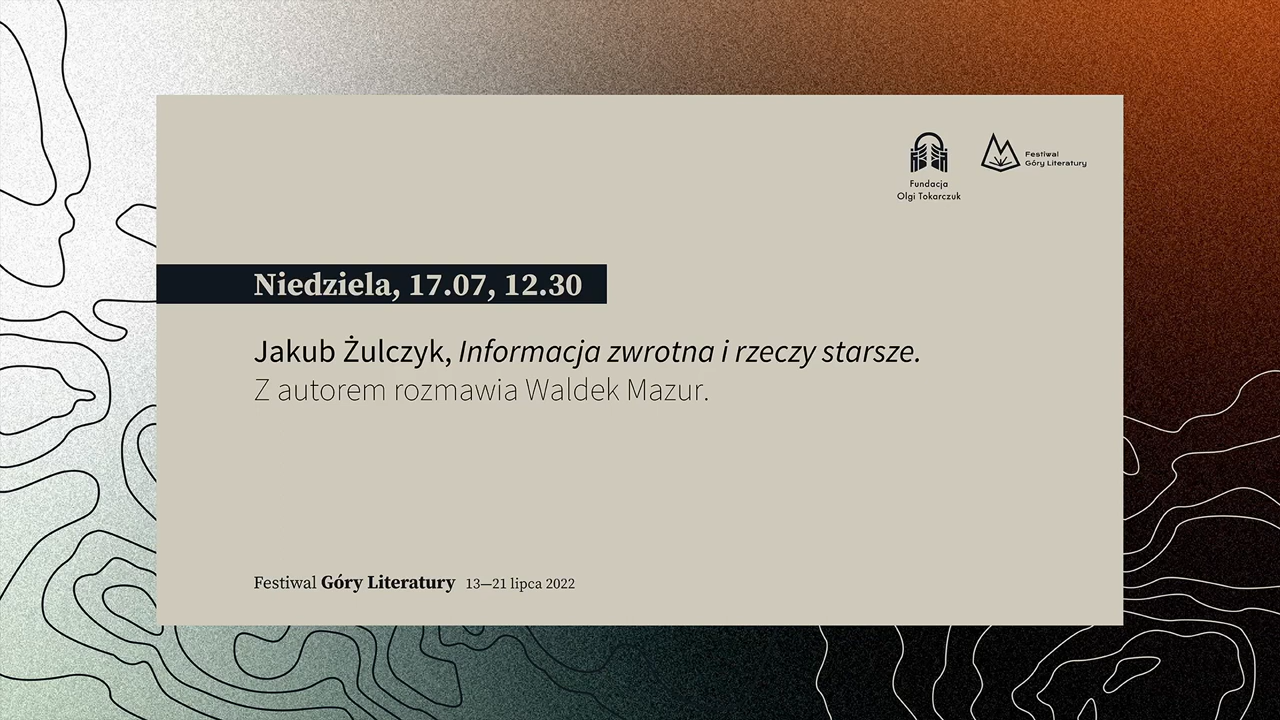 Fundacja
Olgi Tokarczuk
Festiwal
Góry Literatury
Niedziela, 17.07, 12.30
Jakub Żulczyk, Informacja zwrotna i rzeczy starsze.
Z autorem rozmawia Waldek Mazur.
Festiwal Góry Literatury 13—21 lipca 2022